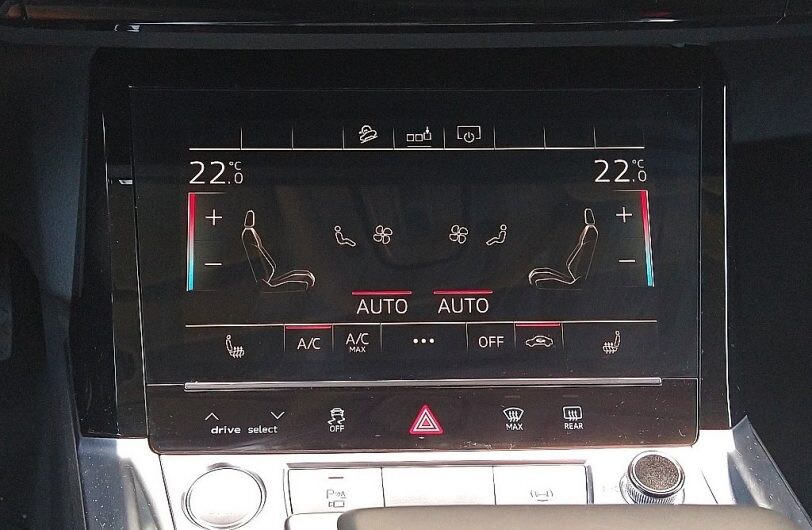 22.0 °C 22.0 °C
+ +
− −
AUTO AUTO
A/C A/C MAX ••• OFF
drive select OFF MAX REAR
P